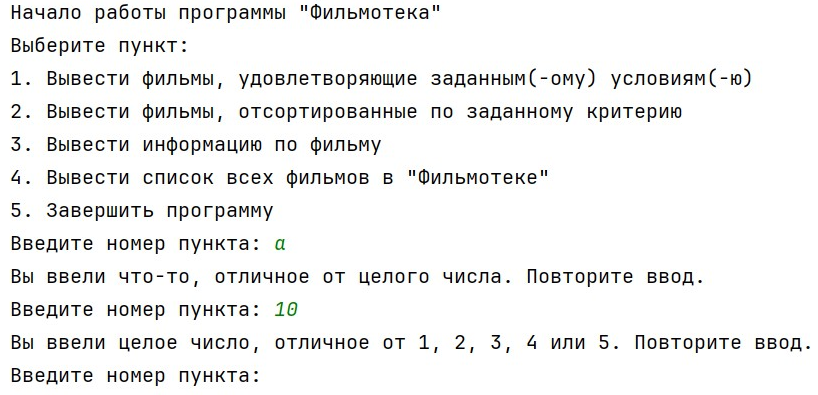 Начало работы программы "Фильмотека"
Выберите пункт:
1. Вывести фильмы, удовлетворяющие заданным(-ому) условиям(-ю)
2. Вывести фильмы, отсортированные по заданному критерию
3. Вывести информацию по фильму
4. Вывести список всех фильмов в "Фильмотеке"
5. Завершить программу
Введите номер пункта: а
Вы ввели что-то, отличное от целого числа. Повторите ввод.
Введите номер пункта: 10
Вы ввели целое число, отличное от 1, 2, 3, 4 или 5. Повторите ввод.
Введите номер пункта: